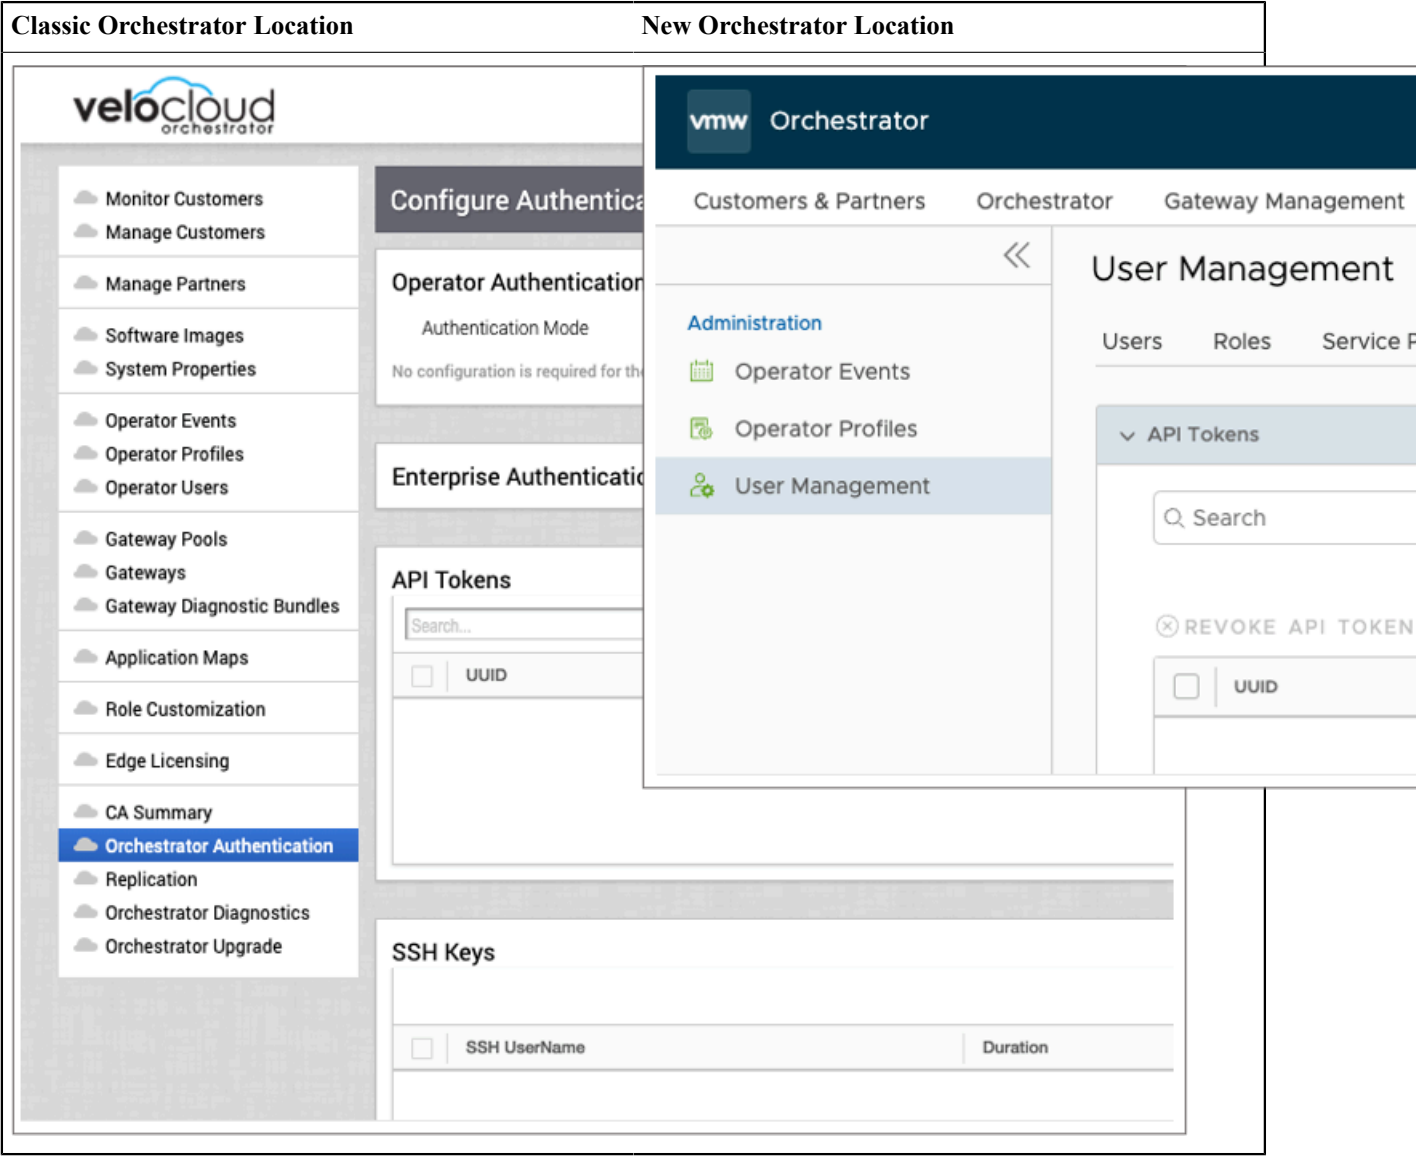 Classic Orchestrator Location
New Orchestrator Location
velocloud
orchestrator
Monitor Customers
Manage Customers
Manage Partners
Software Images
System Properties
Operator Events
Operator Profiles
Operator Users
Gateway Pools
Gateways
Gateway Diagnostic Bundles
Application Maps
Role Customization
Edge Licensing
CA Summary
Orchestrator Authentication
Replication
Orchestrator Diagnostics
Orchestrator Upgrade
Configure Authentica
Operator Authentication
Authentication Mode
No configuration is required for the
Enterprise Authenticatio
API Tokens
Search...
UUID
SSH Keys
SSH UserName
Duration
vmw Orchestrator
Customers & Partners
Orchestrator
Gateway Management
Administration
Operator Events
Operator Profiles
User Management
User Management
Users
Roles
Service P
API Tokens
Search
REVOKE API TOKEN
UUID